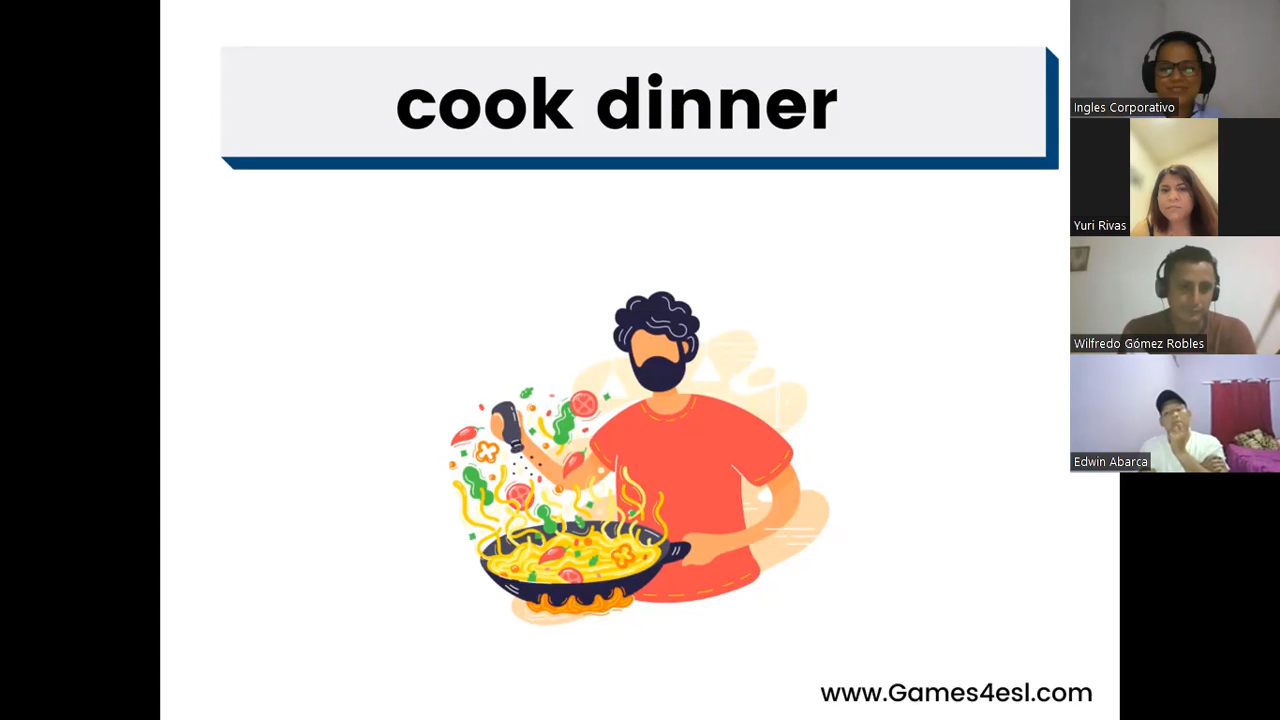 cook dinner
Ingles Corporativo
Yuri Rivas
Wilfredo Gómez Robles
Edwin Abarca
www.Games4esl.com